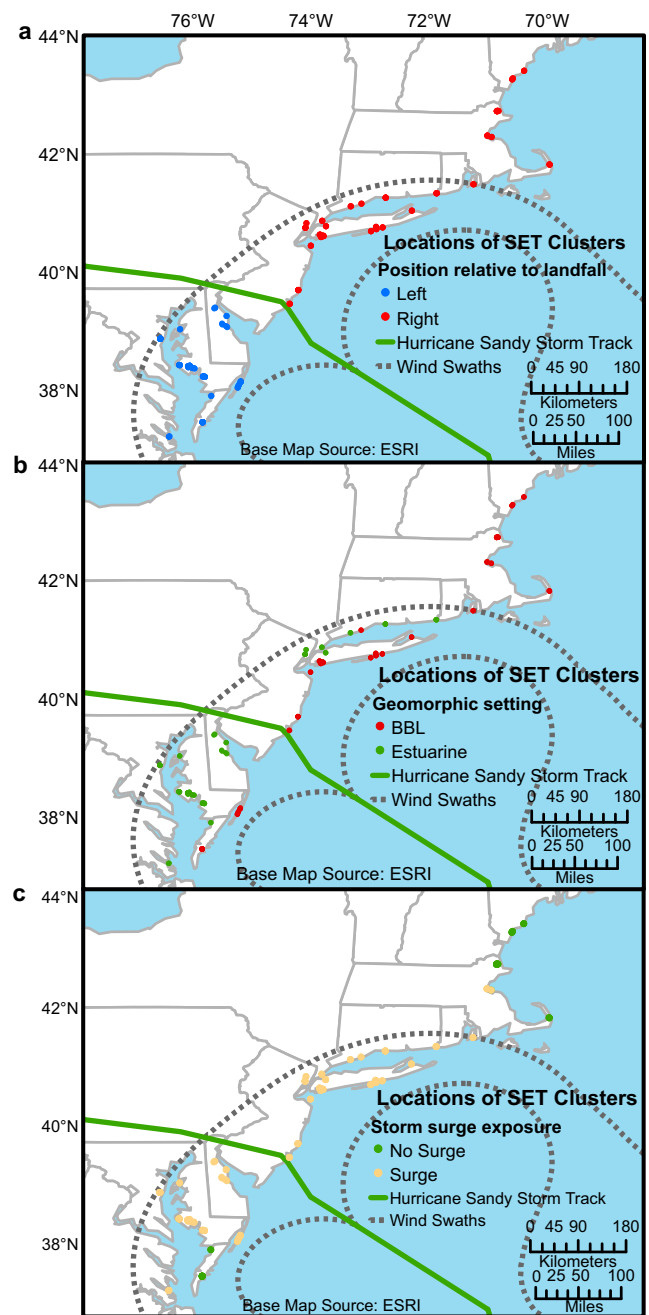 76°W 74°W 72°W 70°W
a
44°N
42°N
40°N
38°N
Locations of SET Clusters
Position relative to landfall
Left
Right
Hurricane Sandy Storm Track
Wind Swaths
0 45 90 180
Kilometers
0 25 50 100
Miles
Base Map Source: ESRI
b
44°N
42°N
40°N
38°N
Locations of SET Clusters
Geomorphic setting
BBL
Estuarine
Hurricane Sandy Storm Track
Wind Swaths
0 45 90 180
Kilometers
0 25 50 100
Miles
Base Map Source: ESRI
c
44°N
42°N
40°N
38°N
Locations of SET Clusters
Storm surge exposure
No Surge
Surge
Hurricane Sandy Storm Track
Wind Swaths
0 45 90 180
Kilometers
0 25 50 100
Miles
Base Map Source: ESRI